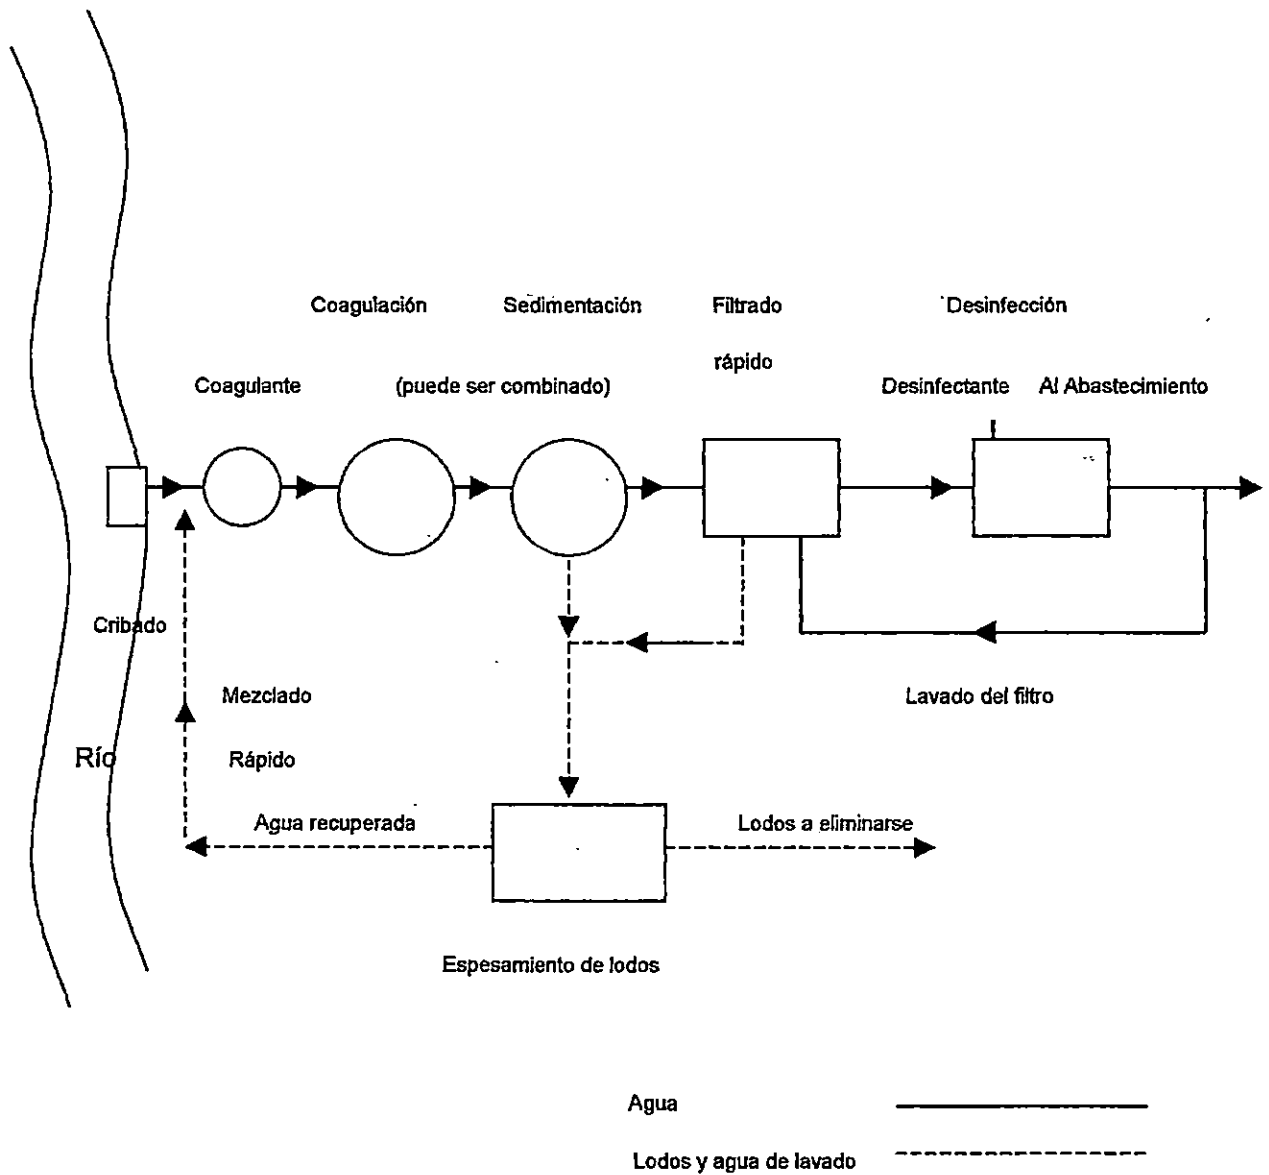 Coagulación Sedimentación Filtrado Desinfección
rápido
Coagulante (puede ser combinado) Desinfectante Al Abastecimiento
Cribado
Mezclado Lavado del filtro
Río Rápido
Agua recuperada Lodos a eliminarse
Espesamiento de lodos
Agua
Lodos y agua de lavado